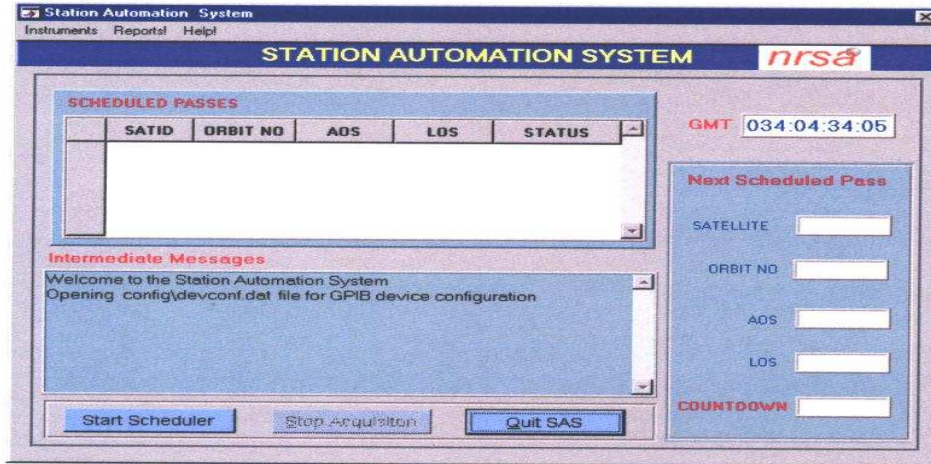 Station Automation System
Instruments Reports! Help!
STATION AUTOMATION SYSTEM
nrsa
SCHEDULED PASSES
SATID ORBIT NO AOS LOS STATUS
GMT 034:04:34:05
Next Scheduled Pass
SATELLITE
ORBIT NO
AOS
LOS
COUNTDOWN
Intermediate Messages
Welcome to the Station Automation System
Opening config\devconf.dat file for GPIB device configuration
Start Scheduler Stop Acquisiton Quit SAS